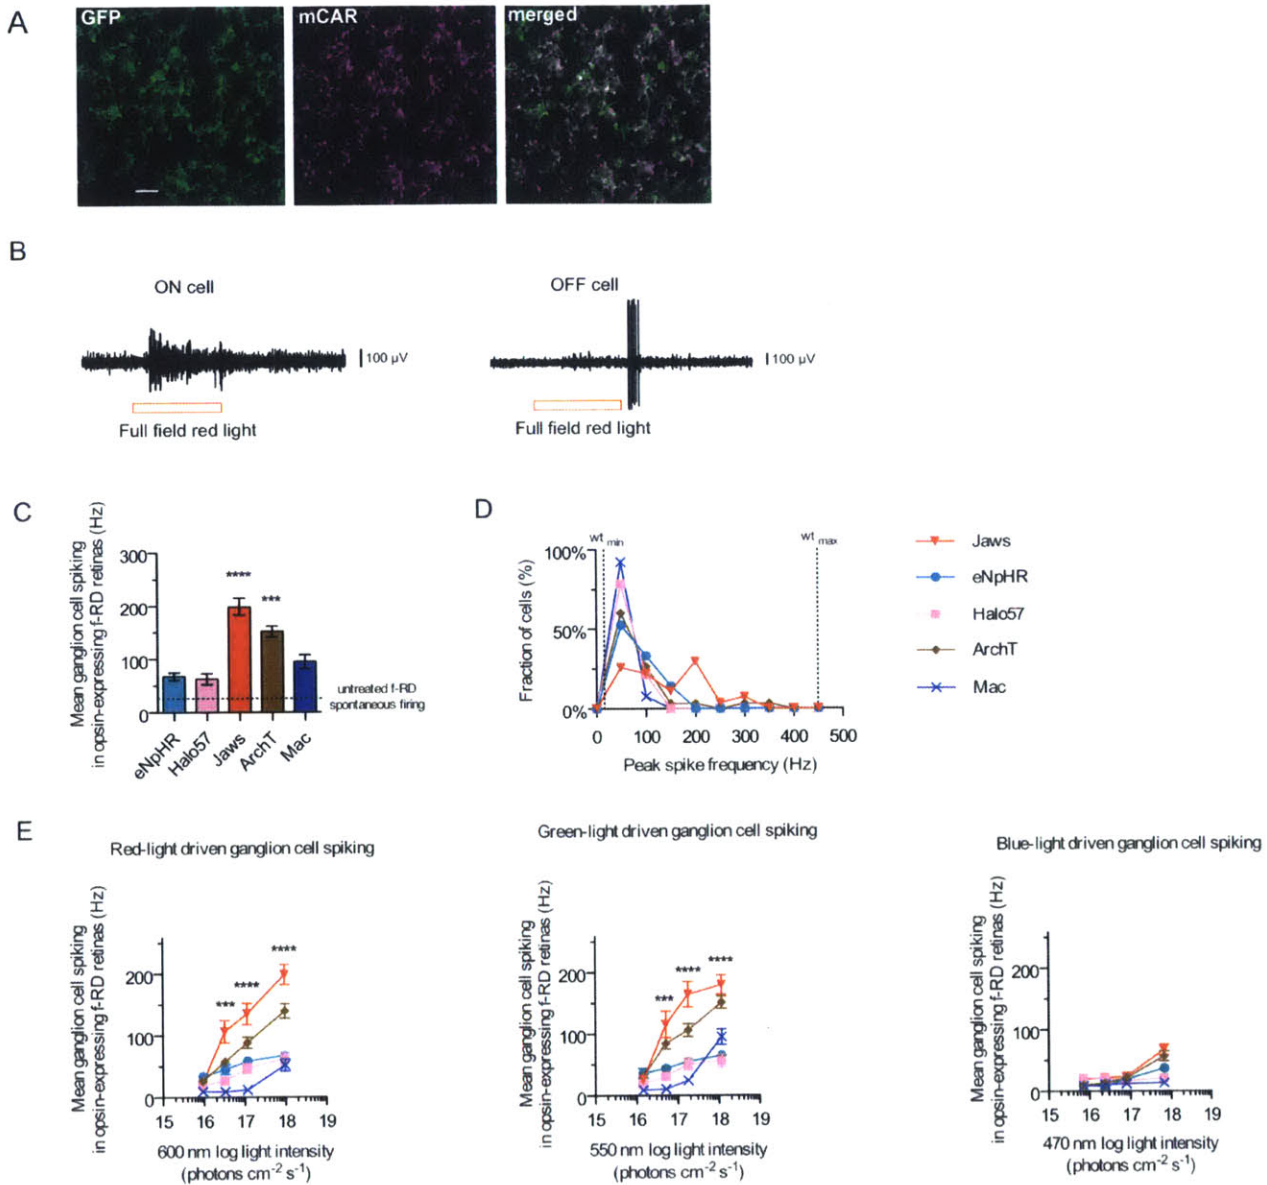 A
GFP
mCAR
merged
B
ON cell
OFF cell
100 μV
100 μV
Full field red light
Full field red light
C
Mean ganglion cell spiking
in opsin-expressing f-RD retinas (Hz)
300
200
100
0
****
***
untreated f-RD
spontaneous firing
eNpHR
Halo57
Jaws
ArchT
Mac
D
wt min
wt max
Fraction of cells (%)
100%
50%
0%
0 100 200 300 400 500
Peak spike frequency (Hz)
Jaws
eNpHR
Halo57
ArchT
Mac
E
Red-light driven ganglion cell spiking
Mean ganglion cell spiking
in opsin-expressing f-RD retinas (Hz)
200
100
0
***
****
****
15 16 17 18 19
600 nm log light intensity
(photons cm-2 s-1)
Green-light driven ganglion cell spiking
Mean ganglion cell spiking
in opsin-expressing f-RD retinas (Hz)
200
100
0
***
****
****
15 16 17 18 19
550 nm log light intensity
(photons cm-2 s-1)
Blue-light driven ganglion cell spiking
Mean ganglion cell spiking
in opsin-expressing f-RD retinas (Hz)
200
100
0
15 16 17 18 19
470 nm log light intensity
(photons cm-2 s-1)